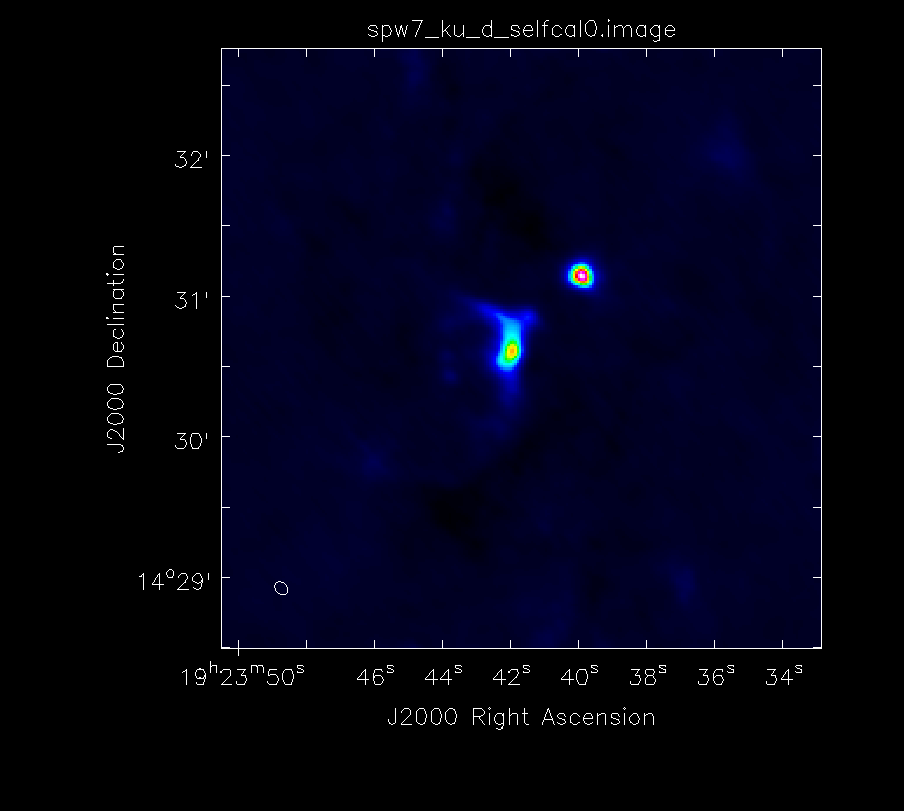 spw7_ku_d_selfcal0.image
32'
31'
30'
14°29'
J2000 Declination
19ʰ23ᵐ50ˢ 46ˢ 44ˢ 42ˢ 40ˢ 38ˢ 36ˢ 34ˢ
J2000 Right Ascension